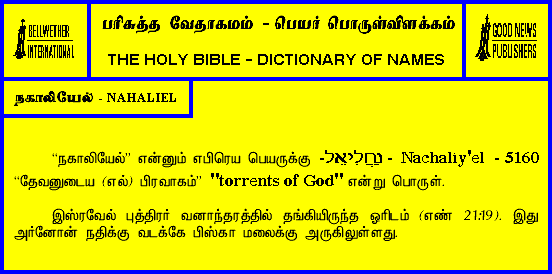 BELLWETHER
INTERNATIONAL
பரிசுத்த வேதாகமம் - பெயர் பொருள்விளக்கம்
THE HOLY BIBLE - DICTIONARY OF NAMES
GOOD NEWS
PUBLISHERS
நகாலியேல் - NAHALIEL
“நகாலியேல்” என்னும் எபிரெய பெயருக்கு -נַחֲלִיאֵל - Nachaliy'el - 5160
“தேவனுடைய (எல்) பிரவாகம்” "torrents of God" என்று பொருள்.
இஸ்ரவேல் புத்திரர் வனாந்தரத்தில் தங்கியிருந்த ஓரிடம் (எண் 21:19). இது
அர்னோன் நதிக்கு வடக்கே பிஸ்கா மலைக்கு அருகிலுள்ளது.